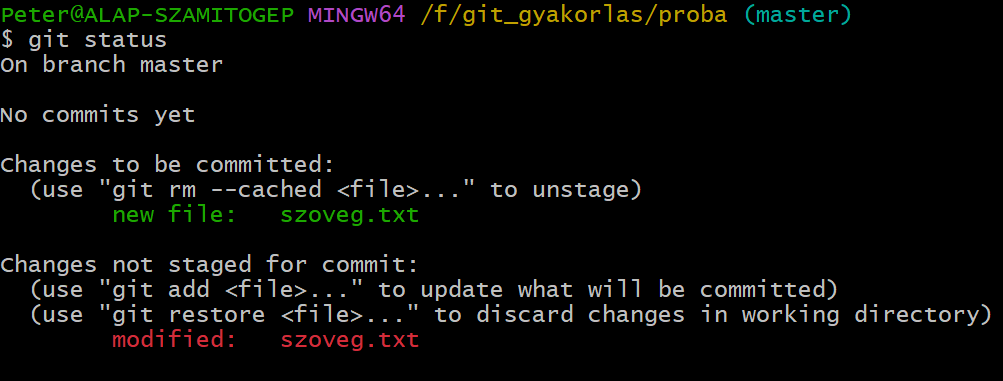 Peter@ALAP-SZAMITOGEP MINGW64 /f/git_gyakorlas/proba (master)
$ git status
On branch master

No commits yet

Changes to be committed:
  (use "git rm --cached <file>..." to unstage)
        new file:   szoveg.txt

Changes not staged for commit:
  (use "git add <file>..." to update what will be committed)
  (use "git restore <file>..." to discard changes in working directory)
        modified:   szoveg.txt